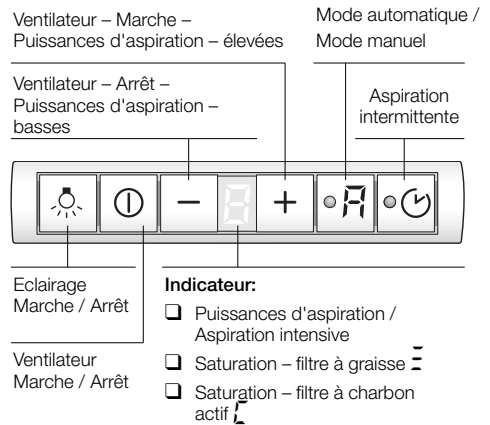 Ventilateur – Marche –
Puissances d'aspiration – élevées
Mode automatique /
Mode manuel
Ventilateur – Arrêt –
Puissances d'aspiration –
basses
Aspiration
intermittente
A
Eclairage
Marche / Arrêt
Ventilateur
Marche / Arrêt
Indicateur:
❑ Puissances d'aspiration /
Aspiration intensive
❑ Saturation – filtre à graisse
❑ Saturation – filtre à charbon
actif